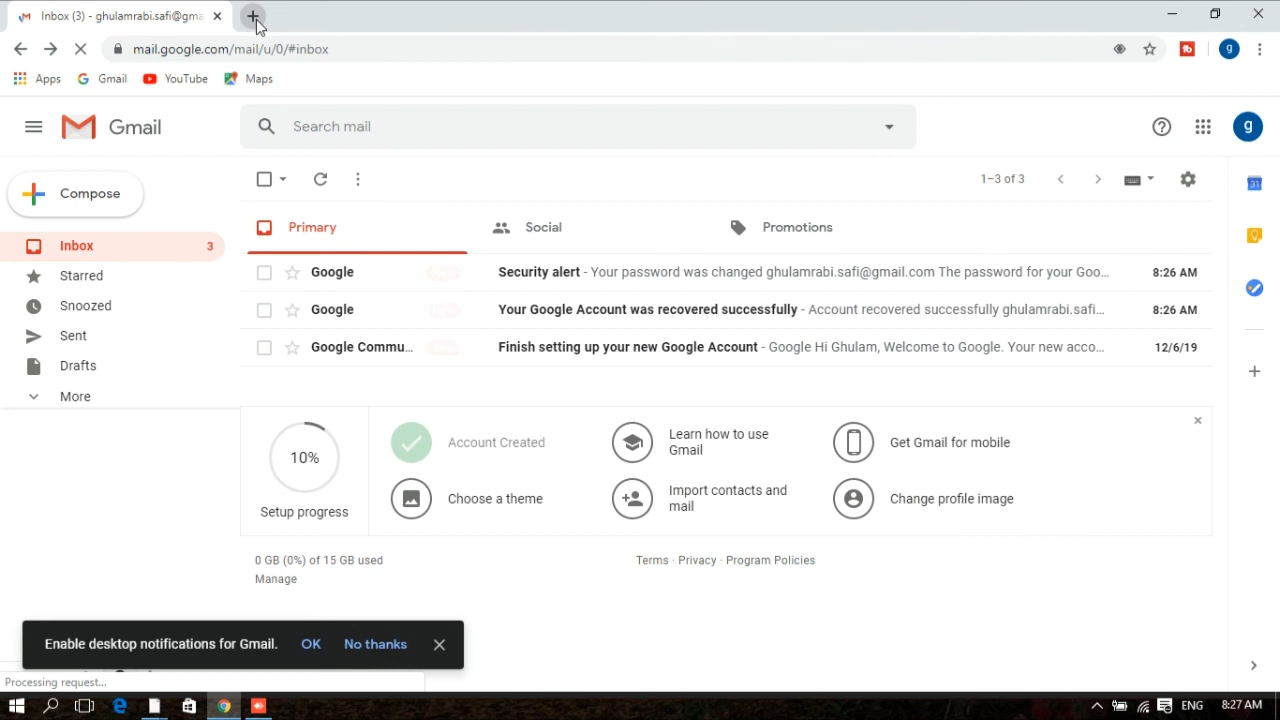 Inbox (3) - ghulamrabi.safi@gma
mail.google.com/mail/u/0/#inbox
g
Apps
Gmail
YouTube
Maps
Gmail
Search mail
g
Compose
1–3 of 3
Primary
Social
Promotions
Inbox
3
Starred
Snoozed
Sent
Drafts
More
Google
Security alert - Your password was changed ghulamrabi.safi@gmail.com The password for your Goo...
8:26 AM
Google
Your Google Account was recovered successfully - Account recovered successfully ghulamrabi.safi...
8:26 AM
Google Commu...
Finish setting up your new Google Account - Google Hi Ghulam, Welcome to Google. Your new acco...
12/6/19
31
10%
Setup progress
Account Created
Learn how to use
Gmail
Get Gmail for mobile
Choose a theme
Import contacts and
mail
Change profile image
0 GB (0%) of 15 GB used
Manage
Terms · Privacy · Program Policies
Enable desktop notifications for Gmail.
OK
No thanks
Processing request...
ENG
8:27 AM